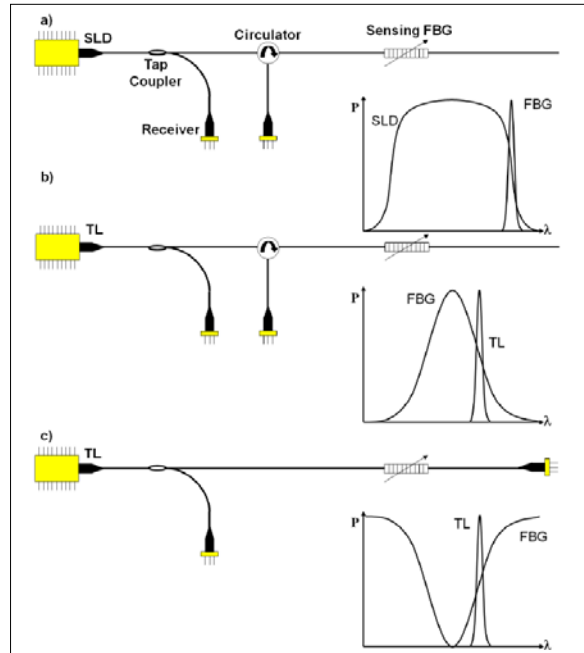 a)
SLD
Tap
Coupler
Circulator
Sensing FBG
Receiver
P
SLD
FBG
λ
b)
TL
P
FBG
TL
λ
c)
TL
P
TL
FBG
λ